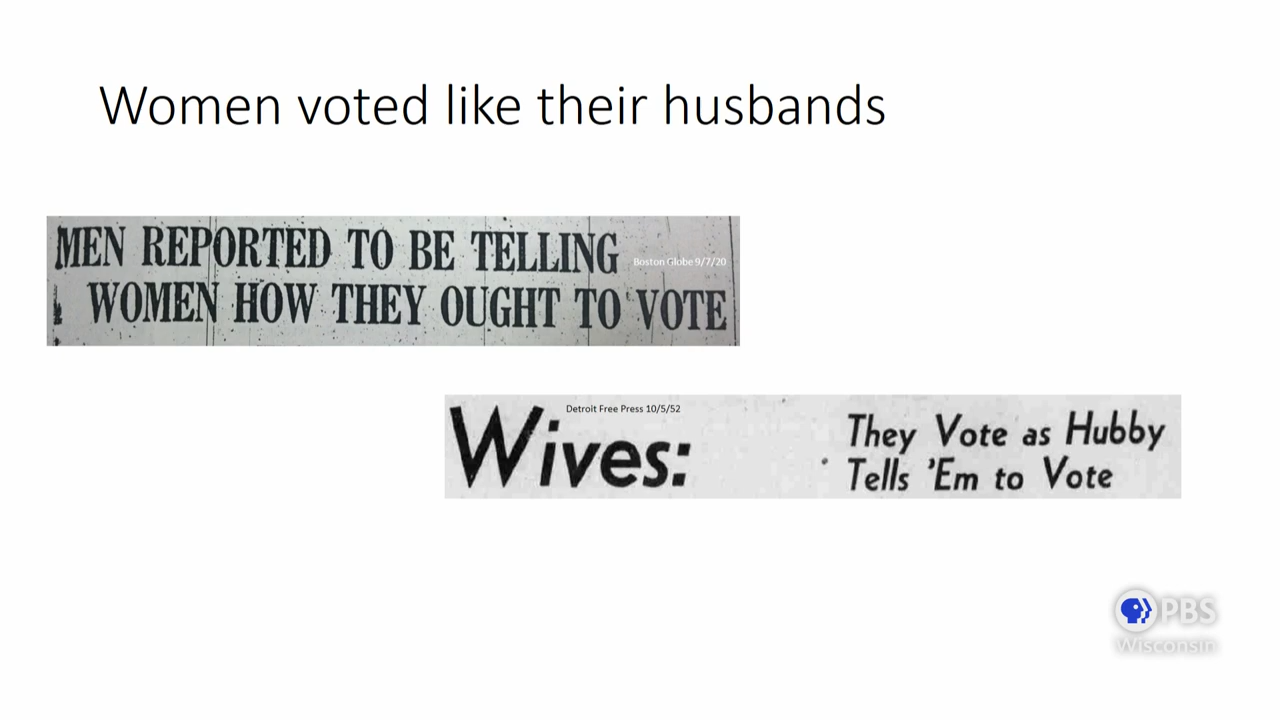 Women voted like their husbands
MEN REPORTED TO BE TELLING
Boston Globe 9/7/20
WOMEN HOW THEY OUGHT TO VOTE
Detroit Free Press 10/5/52
Wives:
They Vote as Hubby
Tells 'Em to Vote
PBS
Wisconsin